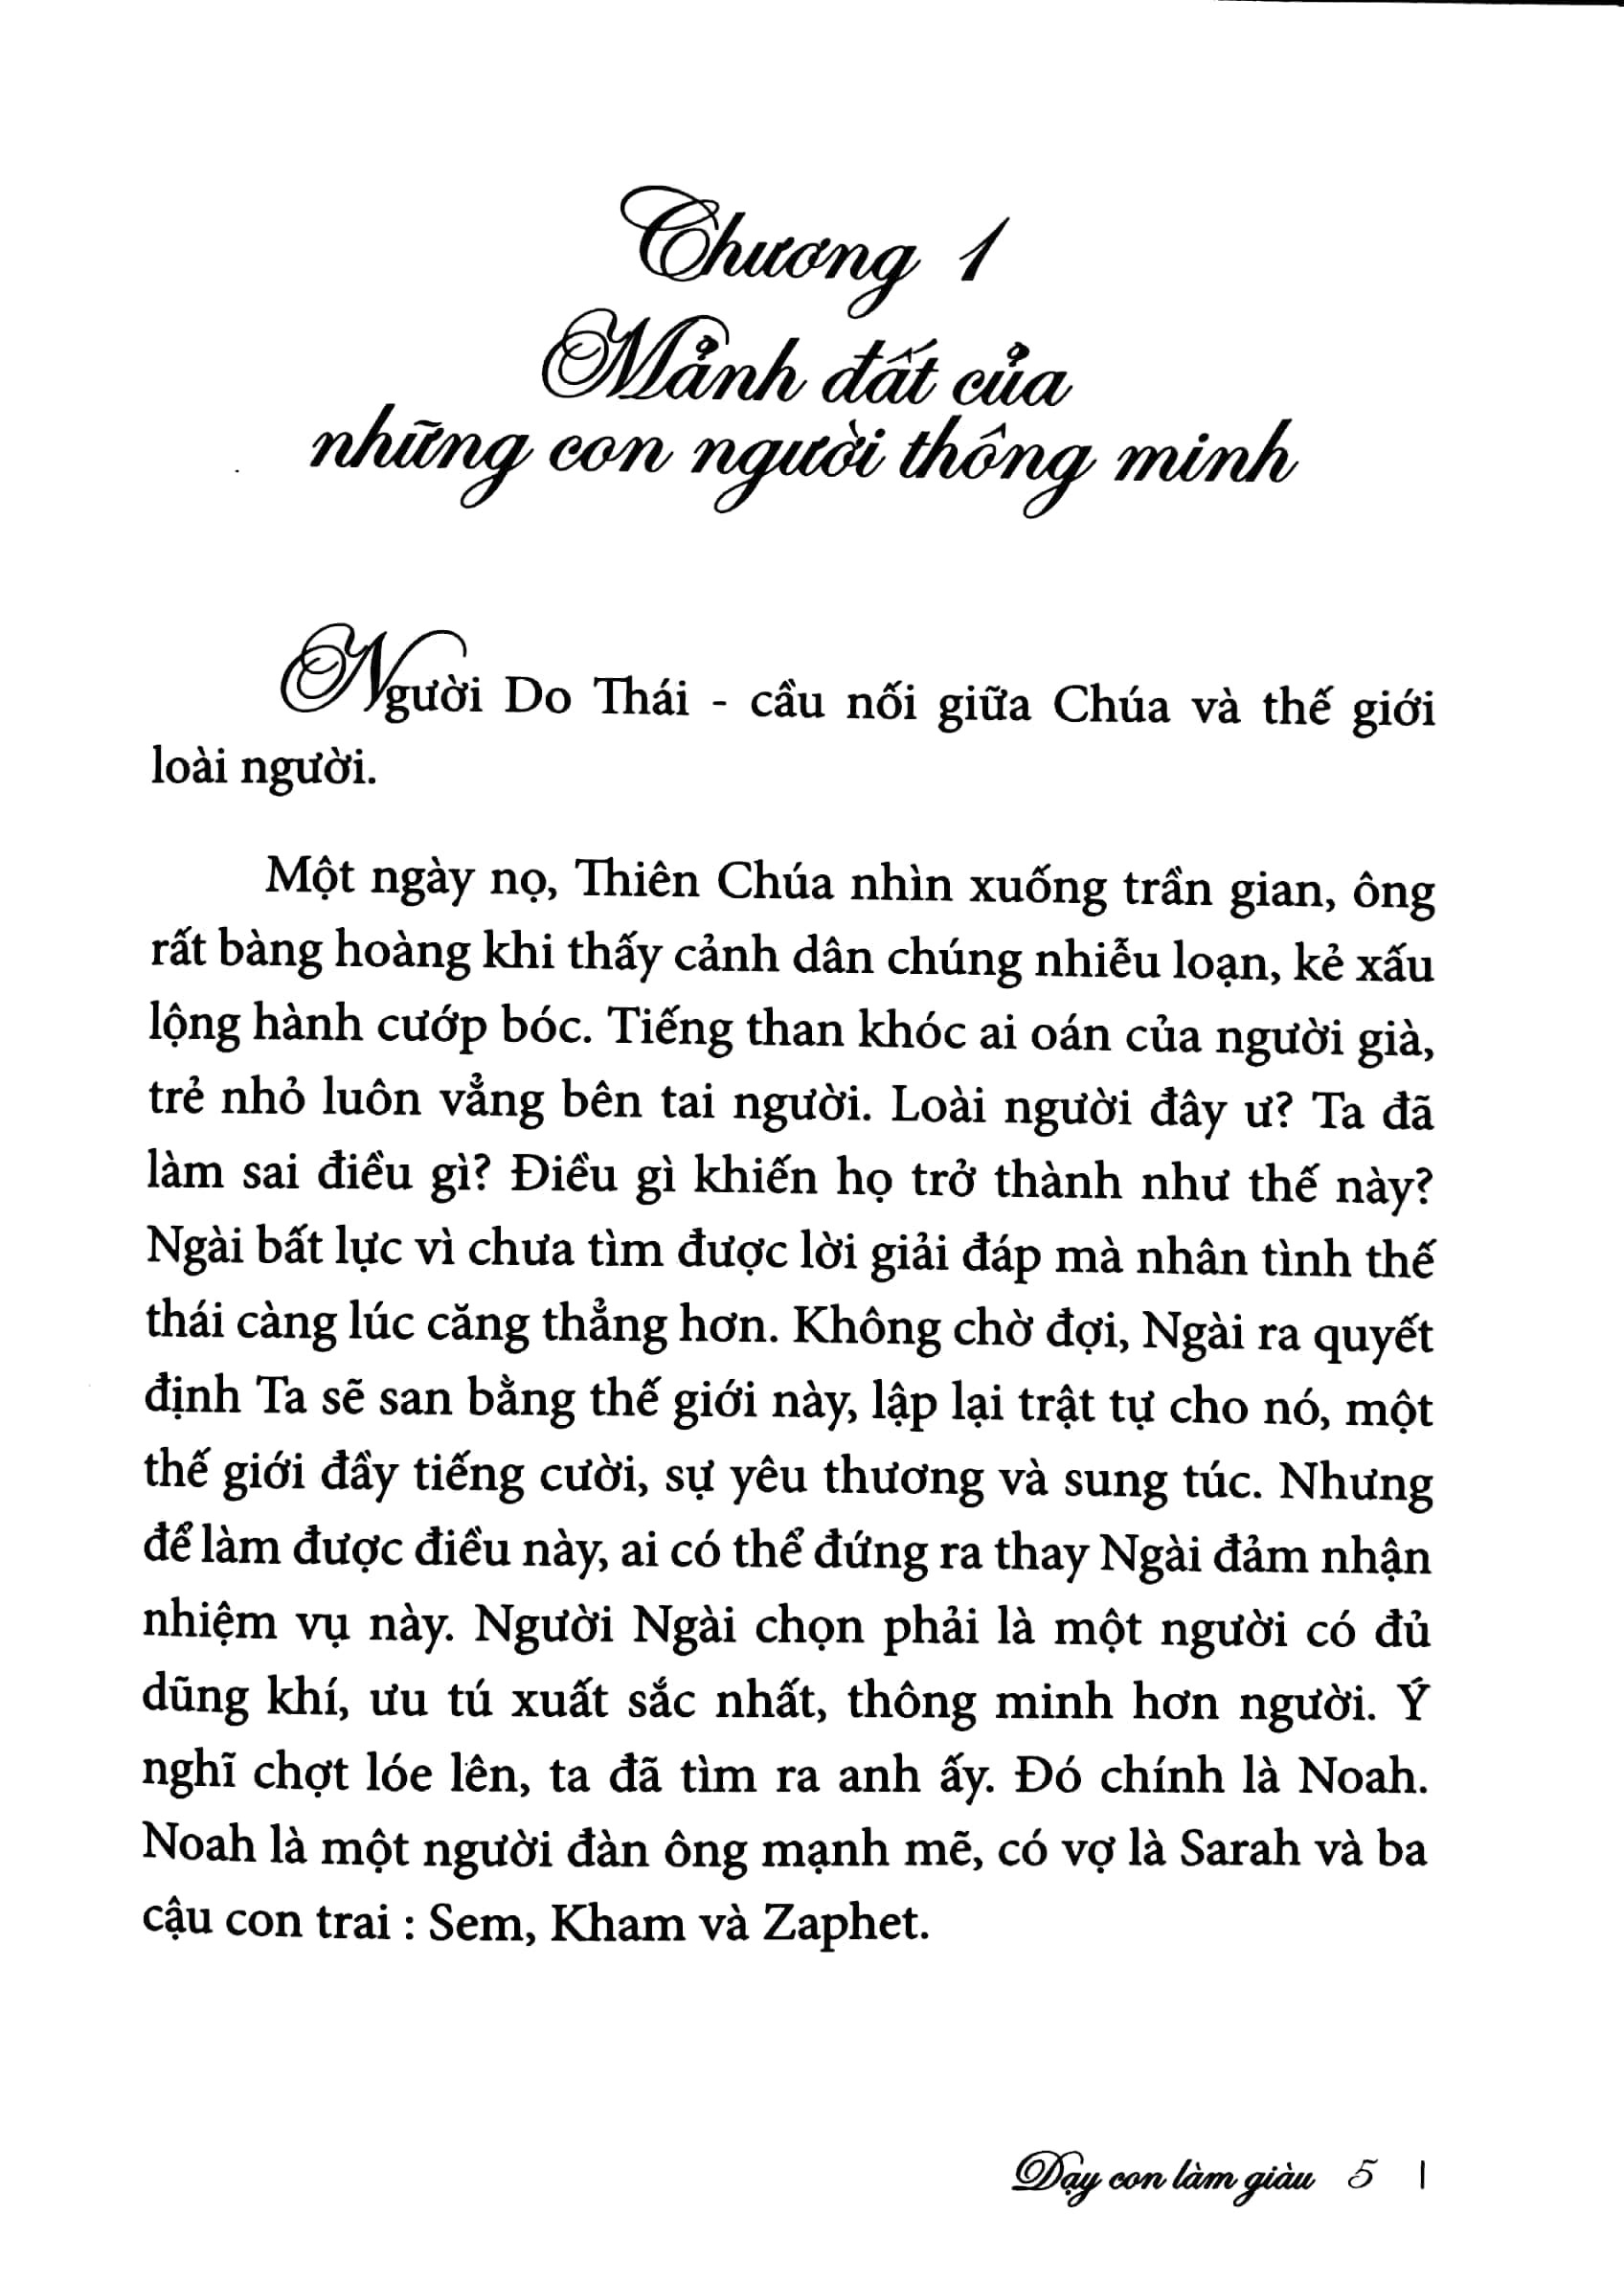 Chương 1
Mảnh đất của
những con người thông minh
Người Do Thái - cầu nối giữa Chúa và thế giới
loài người.
Một ngày nọ, Thiên Chúa nhìn xuống trần gian, ông
rất bàng hoàng khi thấy cảnh dân chúng nhiễu loạn, kẻ xấu
lộng hành cướp bóc. Tiếng than khóc ai oán của người già,
trẻ nhỏ luôn vẳng bên tai người. Loài người đây ư? Ta đã
làm sai điều gì? Điều gì khiến họ trở thành như thế này?
Ngài bất lực vì chưa tìm được lời giải đáp mà nhân tình thế
thái càng lúc căng thẳng hơn. Không chờ đợi, Ngài ra quyết
định Ta sẽ san bằng thế giới này, lập lại trật tự cho nó, một
thế giới đầy tiếng cười, sự yêu thương và sung túc. Nhưng
để làm được điều này, ai có thể đứng ra thay Ngài đảm nhận
nhiệm vụ này. Người Ngài chọn phải là một người có đủ
dũng khí, ưu tú xuất sắc nhất, thông minh hơn người. Ý
nghĩ chợt lóe lên, ta đã tìm ra anh ấy. Đó chính là Noah.
Noah là một người đàn ông mạnh mẽ, có vợ là Sarah và ba
cậu con trai : Sem, Kham và Zaphet.
Dạy con làm giàu 5 |